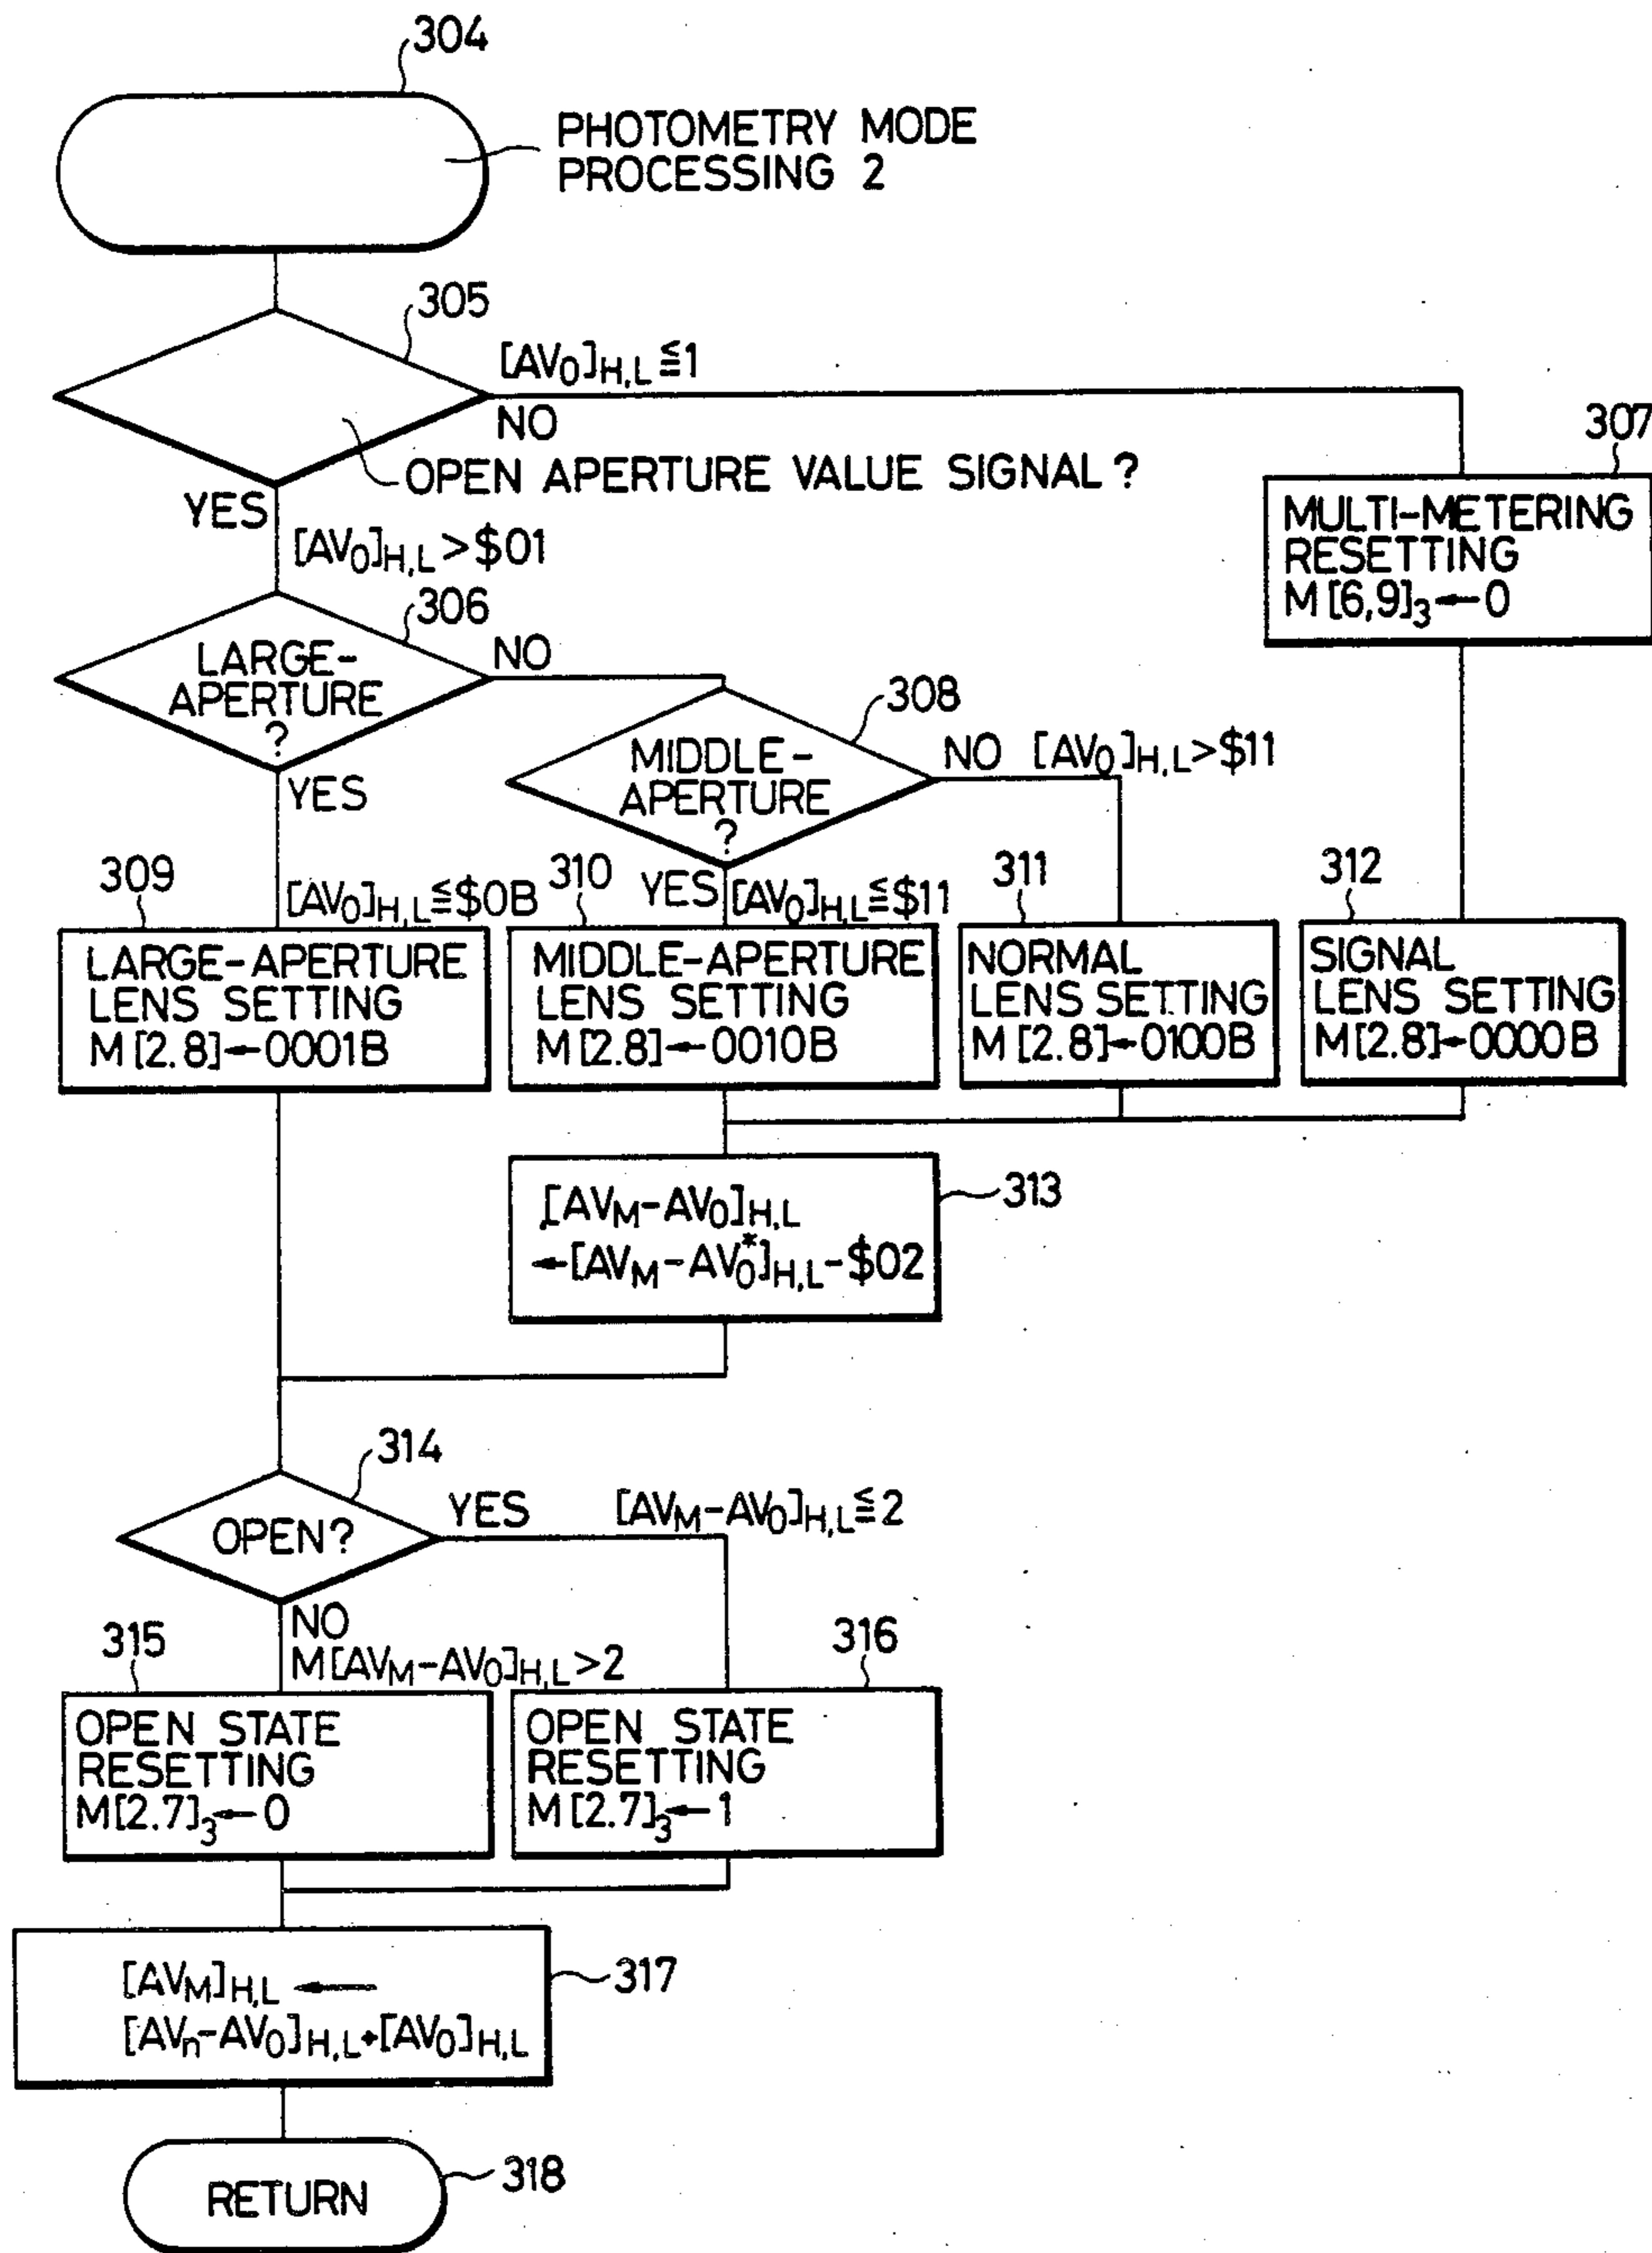 304
PHOTOMETRY MODE
PROCESSING 2
305
[AV0]H,L≦1
NO
OPEN APERTURE VALUE SIGNAL?
YES
[AV0]H,L>$01
307
MULTI-METERING
RESETTING
M[6,9]3←0
306
LARGE-
APERTURE
?
NO
YES
308
MIDDLE-
APERTURE
?
NO [AV0]H,L>$11
309
[AV0]H,L≦$0B
310
YES [AV0]H,L≦$11
311
312
LARGE-APERTURE
LENS SETTING
M[2.8]←0001B
MIDDLE-APERTURE
LENS SETTING
M[2.8]←0010B
NORMAL
LENS SETTING
M[2.8]←0100B
SIGNAL
LENS SETTING
M[2.8]←0000B
313
[AVM-AV0]H,L
←[AVM-AV0*]H,L-$02
314
OPEN?
YES [AVM-AV0]H,L≦2
NO
M[AVM-AV0]H,L>2
315
316
OPEN STATE
RESETTING
M[2.7]3←0
OPEN STATE
RESETTING
M[2.7]3←1
317
[AVM]H,L ←
[AVn-AV0]H,L+[AV0]H,L
RETURN
318